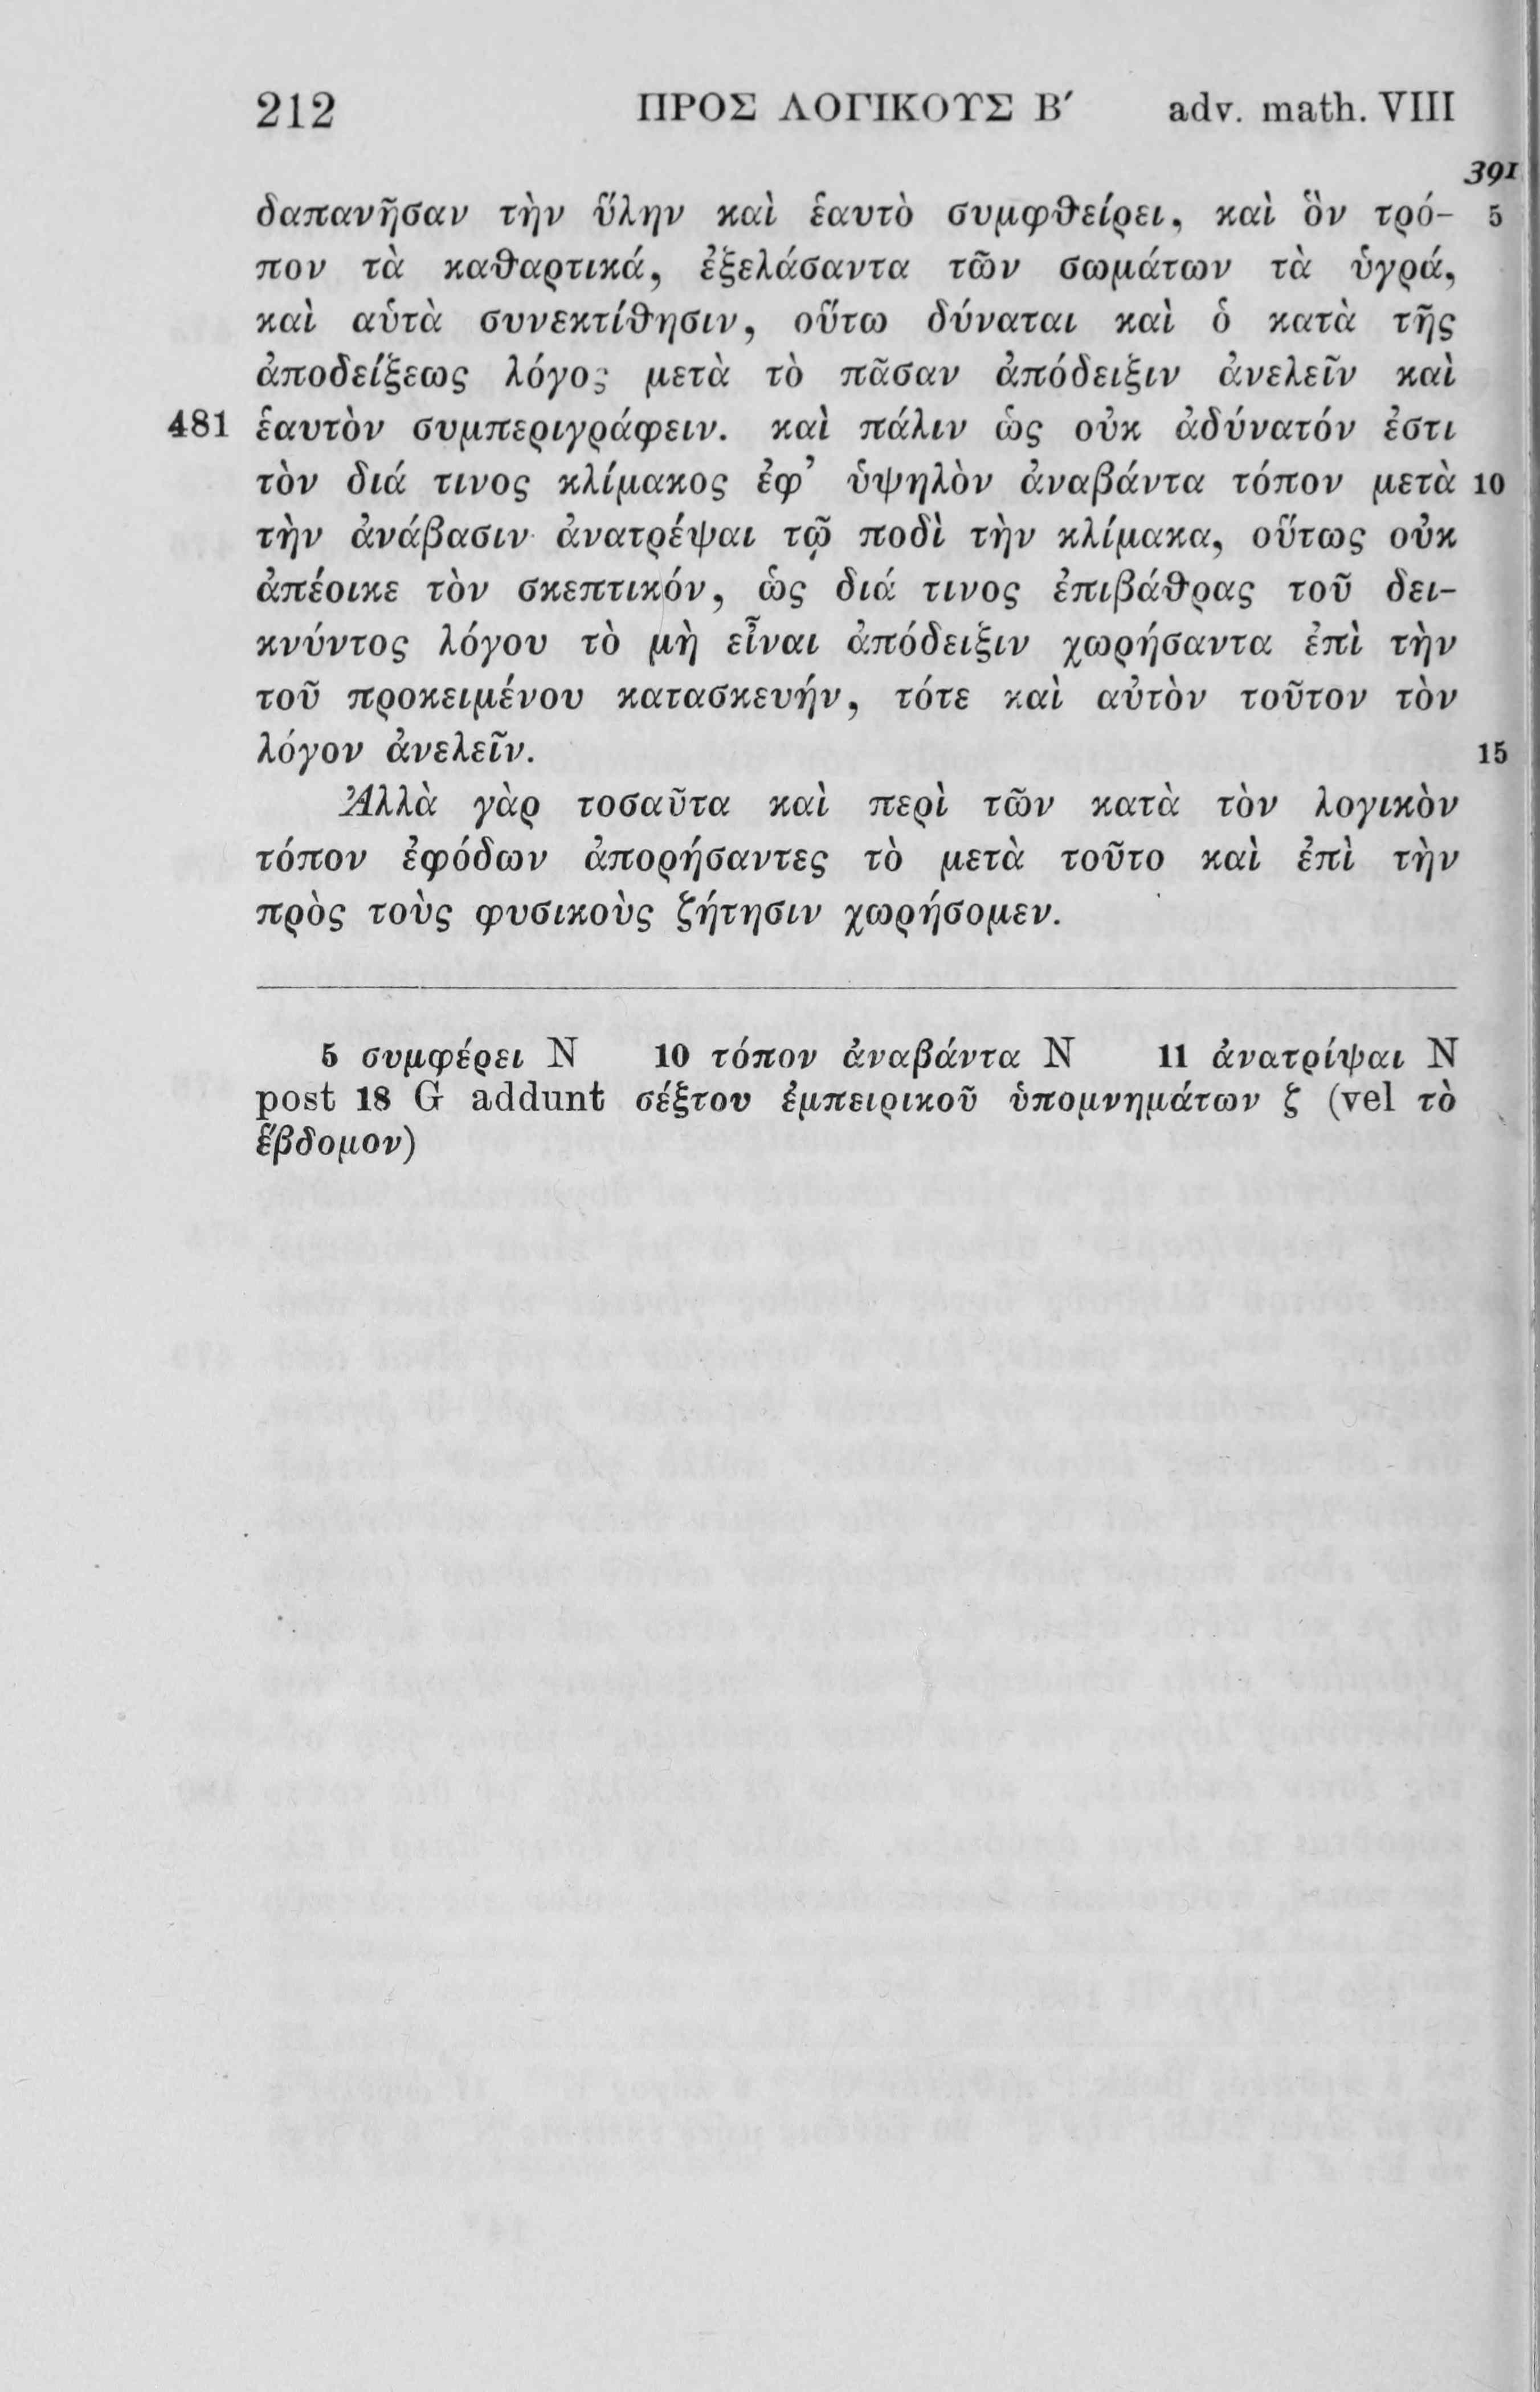 212 ΠΡΟΣ ΛΟΓΙΚΟΥΣ Β′ adv. math. VIII
391
δαπανῆσαν τὴν ὕλην καὶ ἑαυτὸ συμφθείρει, καὶ ὃν τρό- 5
πον τὰ καθαρτικά, ἐξελάσαντα τῶν σωμάτων τὰ ὑγρά,
καὶ αὑτὰ συνεκτίθησιν, οὕτω δύναται καὶ ὁ κατὰ τῆς
ἀποδείξεως λόγος μετὰ τὸ πᾶσαν ἀπόδειξιν ἀνελεῖν καὶ
481 ἑαυτὸν συμπεριγράφειν. καὶ πάλιν ὡς οὐκ ἀδύνατόν ἐστι
τὸν διά τινος κλίμακος ἐφ’ ὑψηλὸν ἀναβάντα τόπον μετὰ 10
τὴν ἀνάβασιν ἀνατρέψαι τῷ ποδὶ τὴν κλίμακα, οὕτως οὐκ
ἀπέοικε τὸν σκεπτικόν, ὡς διά τινος ἐπιβάθρας τοῦ δει-
κνύντος λόγου τὸ μὴ εἶναι ἀπόδειξιν χωρήσαντα ἐπὶ τὴν
τοῦ προκειμένου κατασκευήν, τότε καὶ αὐτὸν τοῦτον τὸν
λόγον ἀνελεῖν. 15
Ἀλλὰ γὰρ τοσαῦτα καὶ περὶ τῶν κατὰ τὸν λογικὸν
τόπον ἐφόδων ἀπορήσαντες τὸ μετὰ τοῦτο καὶ ἐπὶ τὴν
πρὸς τοὺς φυσικοὺς ζήτησιν χωρήσομεν.
5 συμφέρει N 10 τόπον ἀναβάντα N 11 ἀνατρίψαι N
post 18 G addunt σέξτου ἐμπειρικοῦ ὑπομνημάτων ζ (vel τὸ
ἕβδομον)